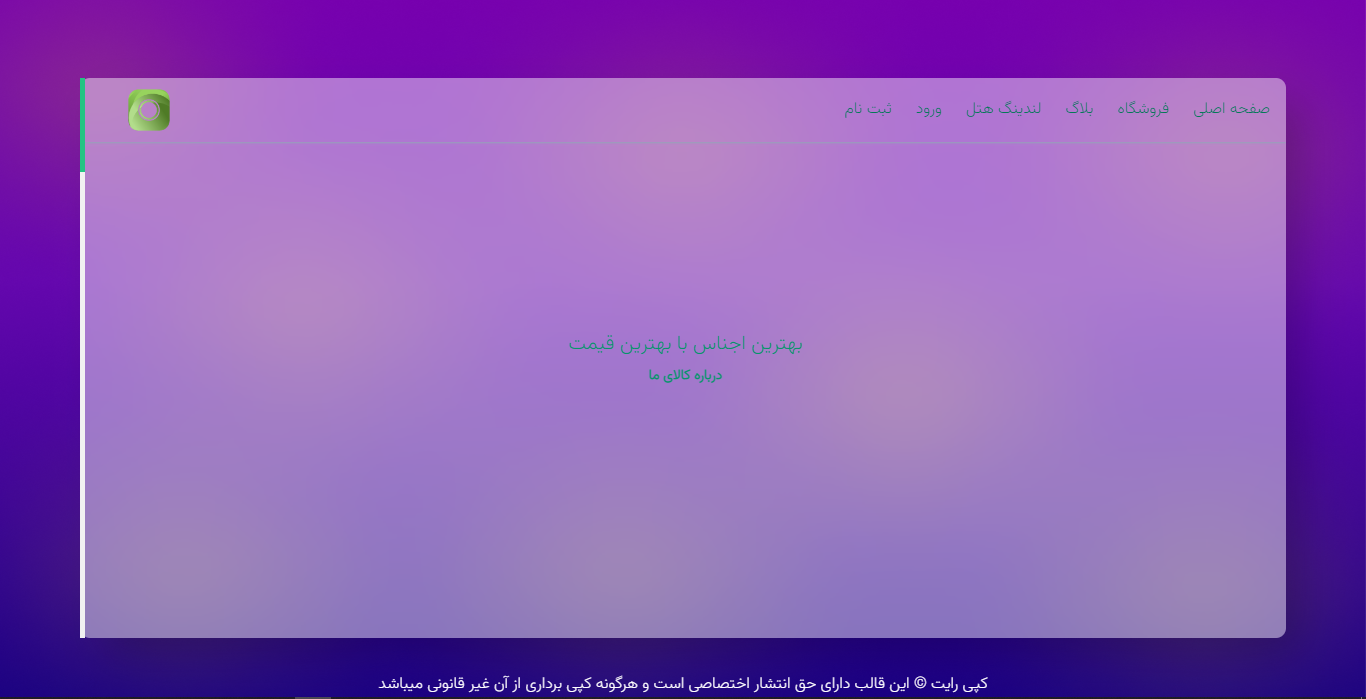 صفحه اصلی فروشگاه بلاگ لندینگ هتل ورود ثبت نام
بهترین اجناس با بهترین قیمت
درباره کالای ما
کپی رایت © این قالب دارای حق انتشار اختصاصی است و هرگونه کپی برداری از آن غیر قانونی میباشد